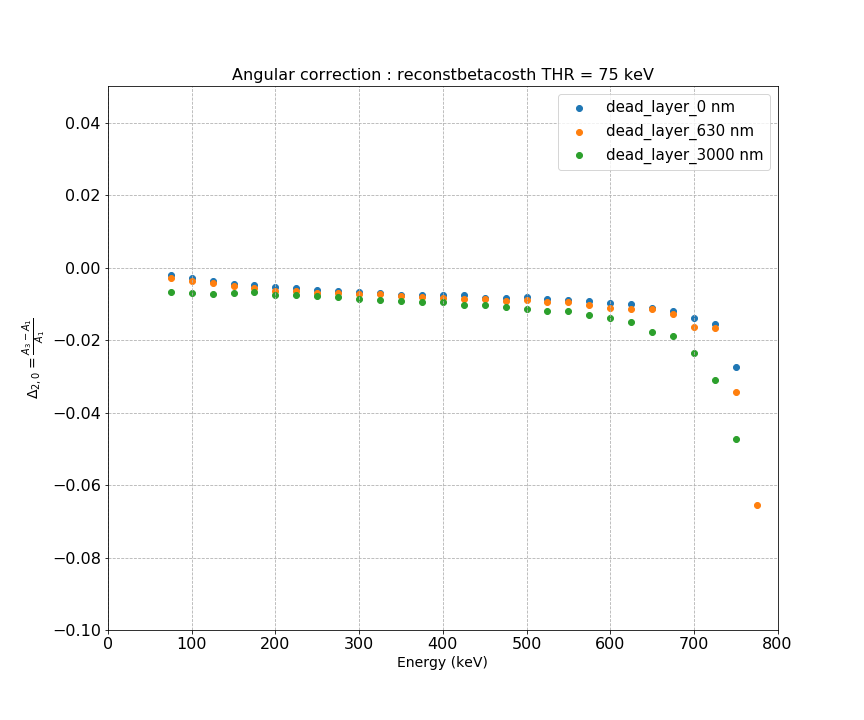 Angular correction : reconstbetacosth THR = 75 keV
dead_layer_0 nm
dead_layer_630 nm
dead_layer_3000 nm
0.04
0.02
0.00
−0.02
−0.04
−0.06
−0.08
−0.10
Δ2,0 = A3 − A1 / A1
0 100 200 300 400 500 600 700 800
Energy (keV)